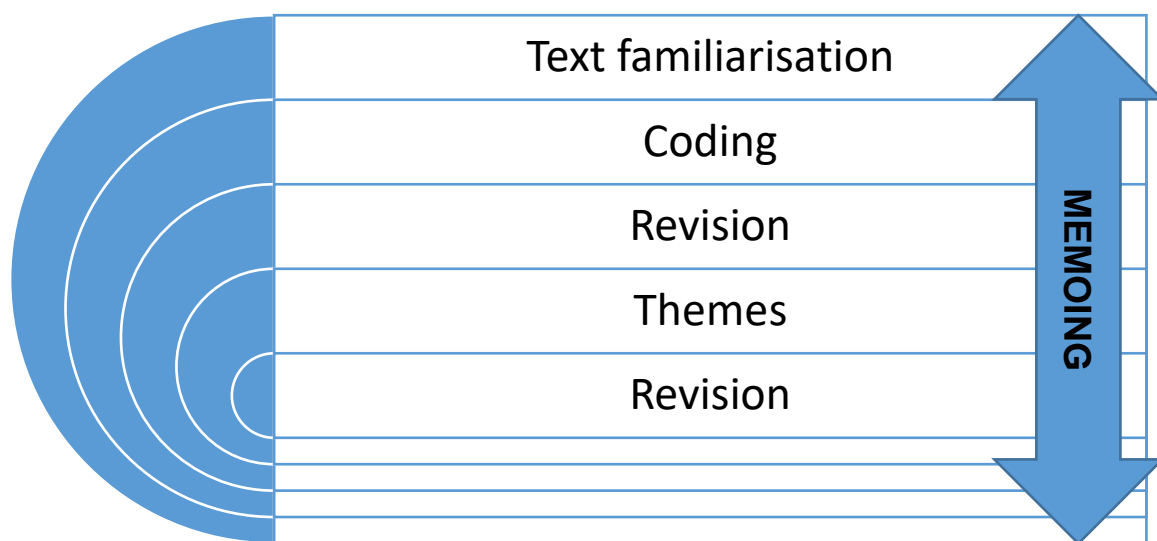 Text familiarisation
Coding
Revision
Themes
Revision
MEMOING